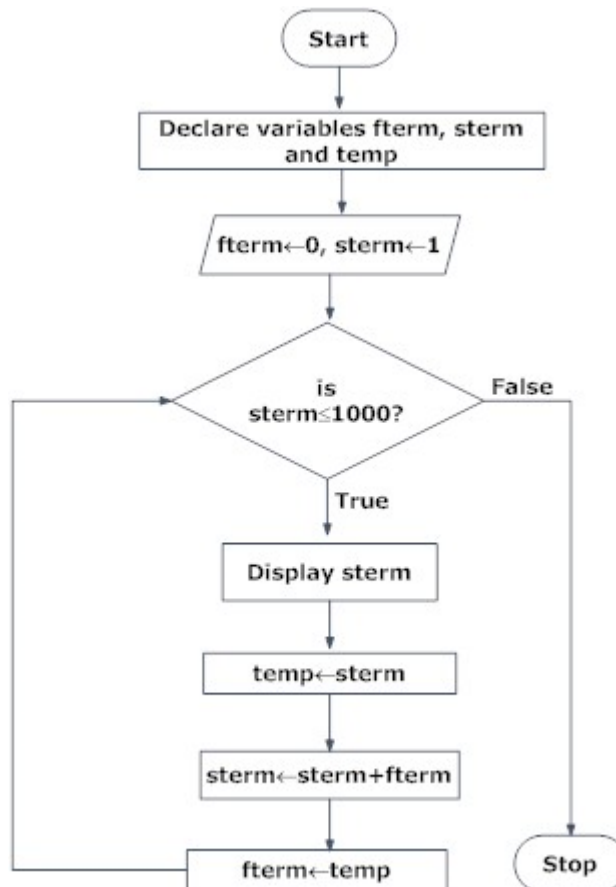 Start
Declare variables fterm, sterm
and temp
fterm←0, sterm←1
is
sterm≤1000?
False
True
Display sterm
temp←sterm
sterm←sterm+fterm
fterm←temp
Stop